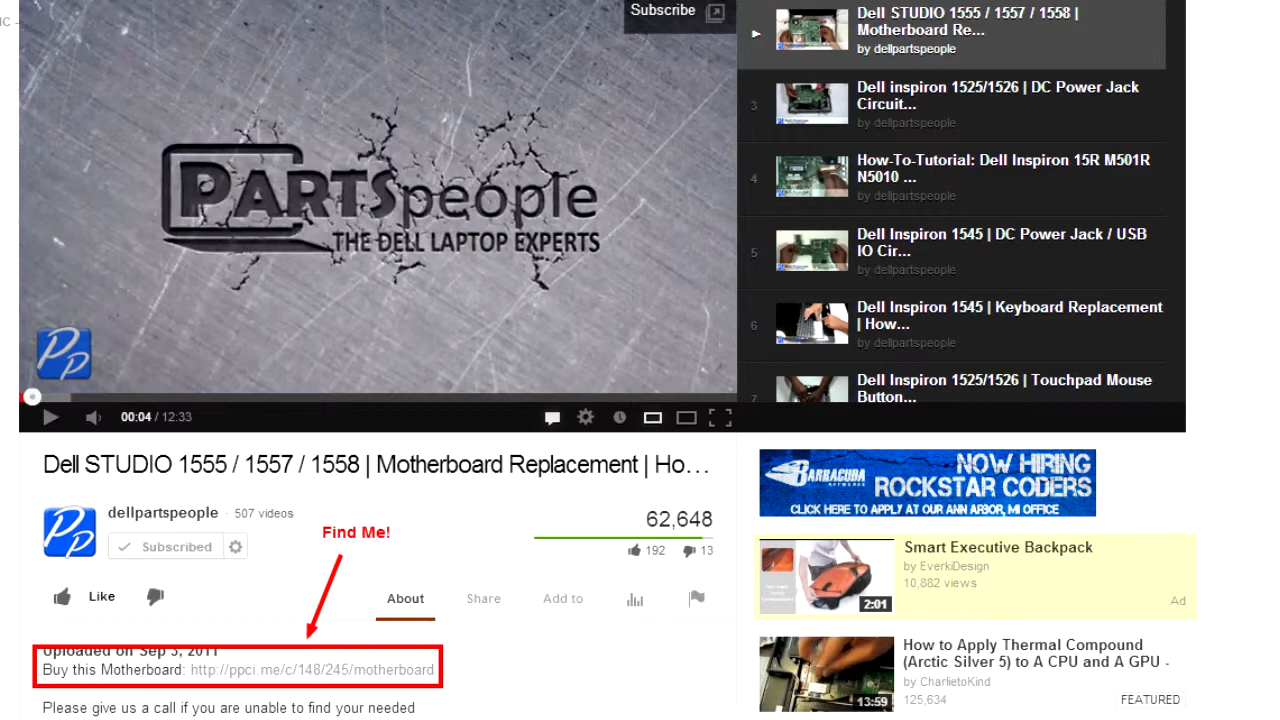 IC -
Subscribe
PARTSpeople
THE DELL LAPTOP EXPERTS
Pp
00:04 / 12:33
Dell STUDIO 1555 / 1557 / 1558 |
Motherboard Re...
by dellpartspeople
3
Dell inspiron 1525/1526 | DC Power Jack
Circuit...
by dellpartspeople
4
How-To-Tutorial: Dell Inspiron 15R M501R
N5010 ...
by dellpartspeople
5
Dell Inspiron 1545 | DC Power Jack / USB
IO Cir...
by dellpartspeople
6
Dell Inspiron 1545 | Keyboard Replacement
| How...
by dellpartspeople
7
Dell Inspiron 1525/1526 | Touchpad Mouse
Button...
Dell STUDIO 1555 / 1557 / 1558 | Motherboard Replacement | Ho...
Pp
dellpartspeople · 507 videos
Subscribed
Find Me!
62,648
192 13
Like
About Share Add to
Uploaded on Sep 3, 2011
Buy this Motherboard: http://ppci.me/c/148/245/motherboard
Please give us a call if you are unable to find your needed
BARRACUDA
NETWORKS
NOW HIRING
ROCKSTAR CODERS
CLICK HERE TO APPLY AT OUR ANN ARBOR, MI OFFICE
Smart Executive Backpack
by EverkiDesign
10,882 views
2:01
Ad
How to Apply Thermal Compound
(Arctic Silver 5) to A CPU and A GPU -
by CharlietoKind
125,634
FEATURED
13:59